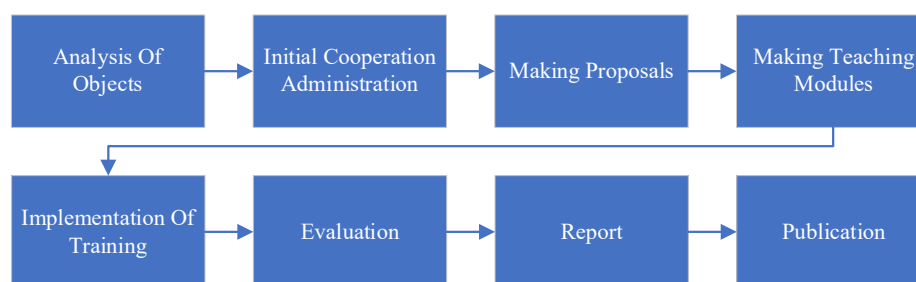 Analysis Of
Objects
Initial Cooperation
Administration
Making Proposals
Making Teaching
Modules
Implementation Of
Training
Evaluation
Report
Publication